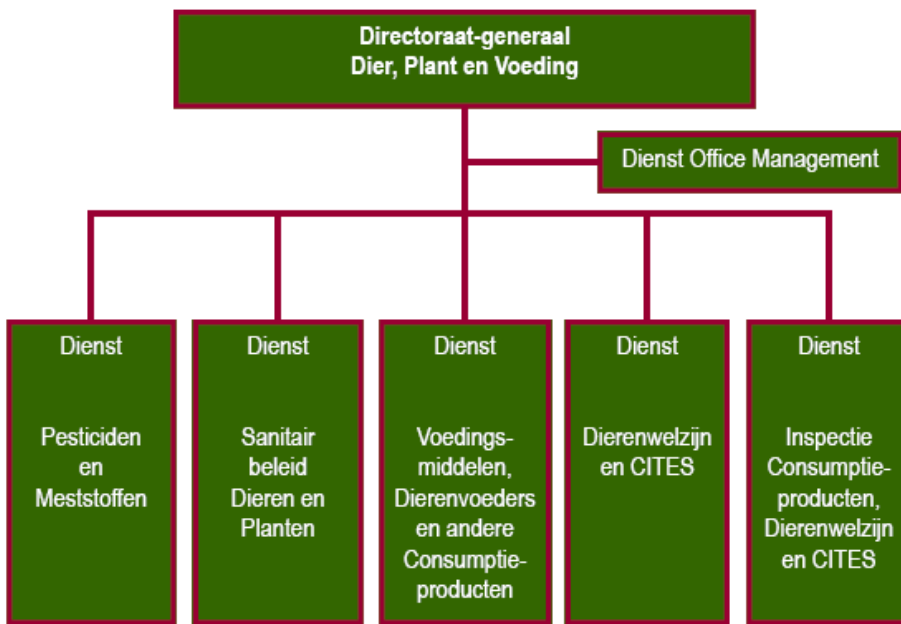 Directoraat-generaal
Dier, Plant en Voeding
Dienst Office Management
Dienst
Pesticiden
en
Meststoffen
Dienst
Sanitair
beleid
Dieren en
Planten
Dienst
Voedings-
middelen,
Dierenvoeders
en andere
Consumptie-
producten
Dienst
Dierenwelzijn
en CITES
Dienst
Inspectie
Consumptie-
producten,
Dierenwelzijn
en CITES